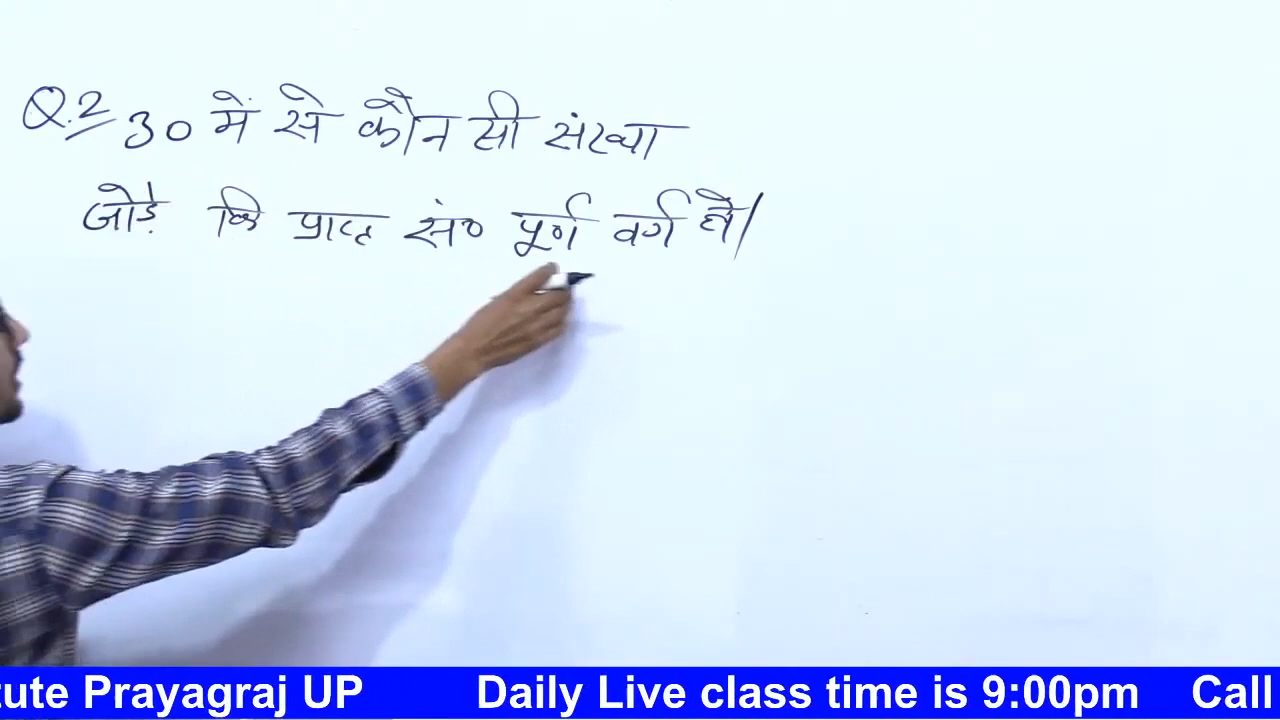 Q.2 30 में से कौन सी संख्या
जोड़े कि प्राप्त सं० पूर्ण वर्ग हो।
tute Prayagraj UP Daily Live class time is 9:00pm Call